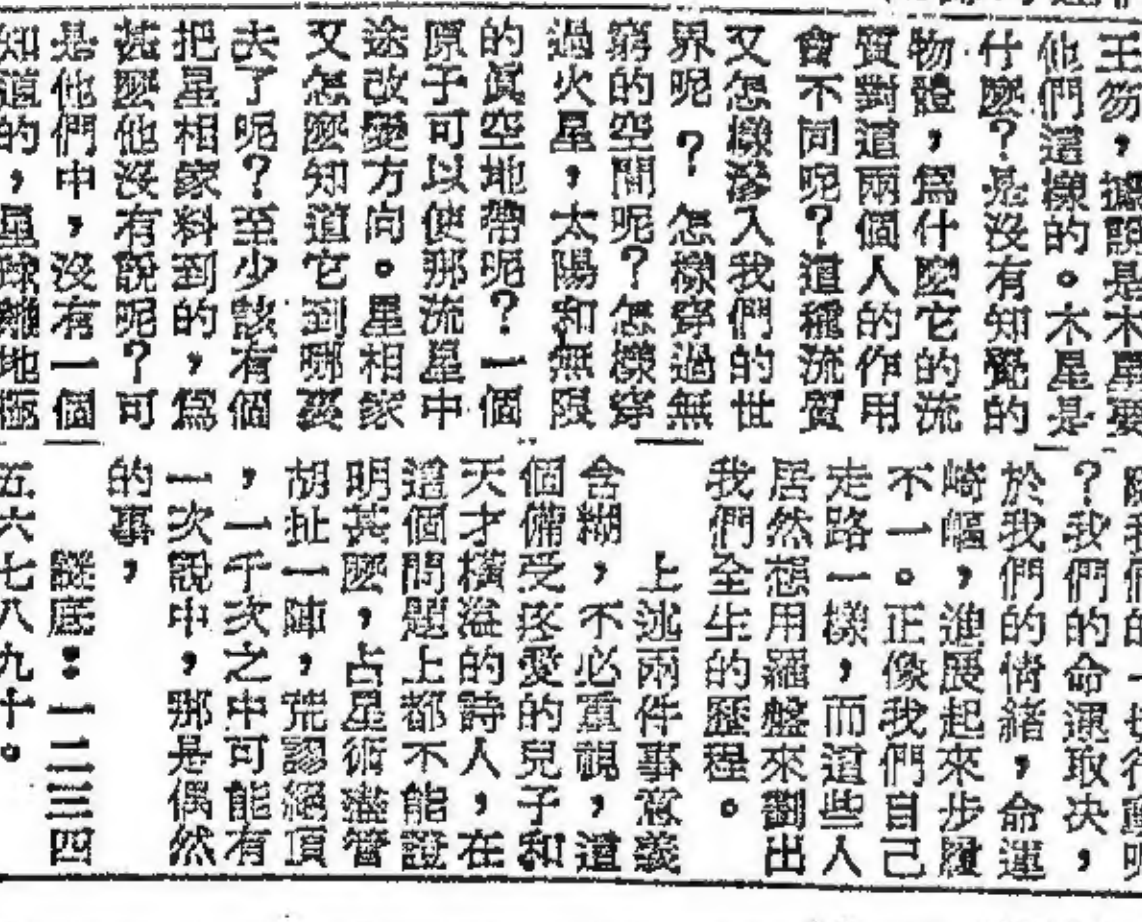 王笏，據說是木星要
他們這樣的。木星是
什麼？是沒有知覺的
物體，爲什麼它的流
質對這兩個人的作用
會不同呢？這種流質
又怎樣滲入我們的世
界呢？怎樣穿過無
窮的空間呢？怎樣穿
過火星，太陽和無限
的眞空地帶呢？一個
原子可以使那流星中
途改變方向。星相家
又怎麼知道它到哪裏
去了呢？至少該有個
把星相家料到的，爲
甚麼他沒有說呢？可
是他們中，沒有一個
知道的，星球離地極
？我們的命運取決，
於我們的情緒，命運
崎嶇，進展起來步履
不一。正像我們自己
走路一樣，而這些人
居然想用羅盤來劃出
我們全生的歷程。
上述兩件事意義
含糊，不必重視，這
個備受疼愛的兒子和
天才橫溢的詩人，在
這個問題上都不能證
明甚麼，占星術儘管
胡扯一陣，荒謬絕頂
，一千次之中可能有
一次說中，那是偶然
的事，
謎底：一二三四
五六七八九十。